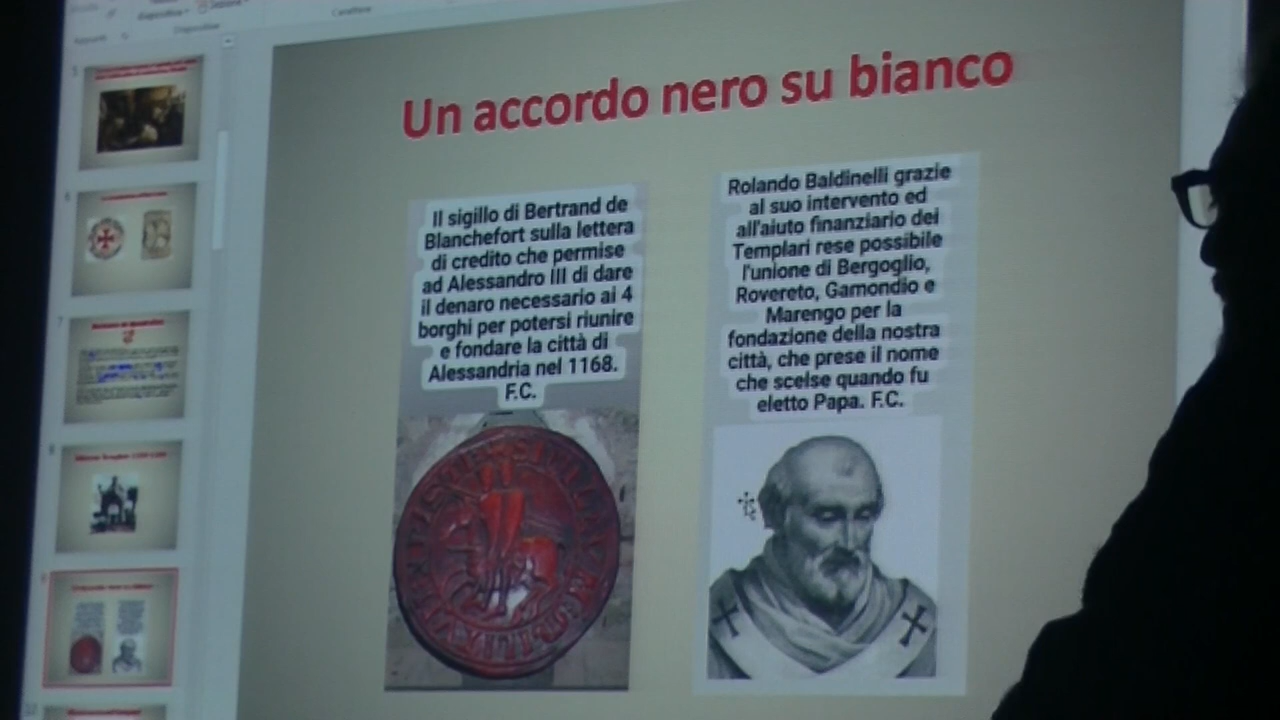 Un accordo nero su bianco
Il sigillo di Bertrand de
Blanchefort sulla lettera
di credito che permise
ad Alessandro III di dare
il denaro necessario ai 4
borghi per potersi riunire
e fondare la città di
Alessandria nel 1168.
F.C.
Rolando Baldinelli grazie
al suo intervento ed
all'aiuto finanziario dei
Templari rese possibile
l'unione di Bergoglio,
Rovereto, Gamondio e
Marengo per la
fondazione della nostra
città, che prese il nome
che scelse quando fu
eletto Papa. F.C.